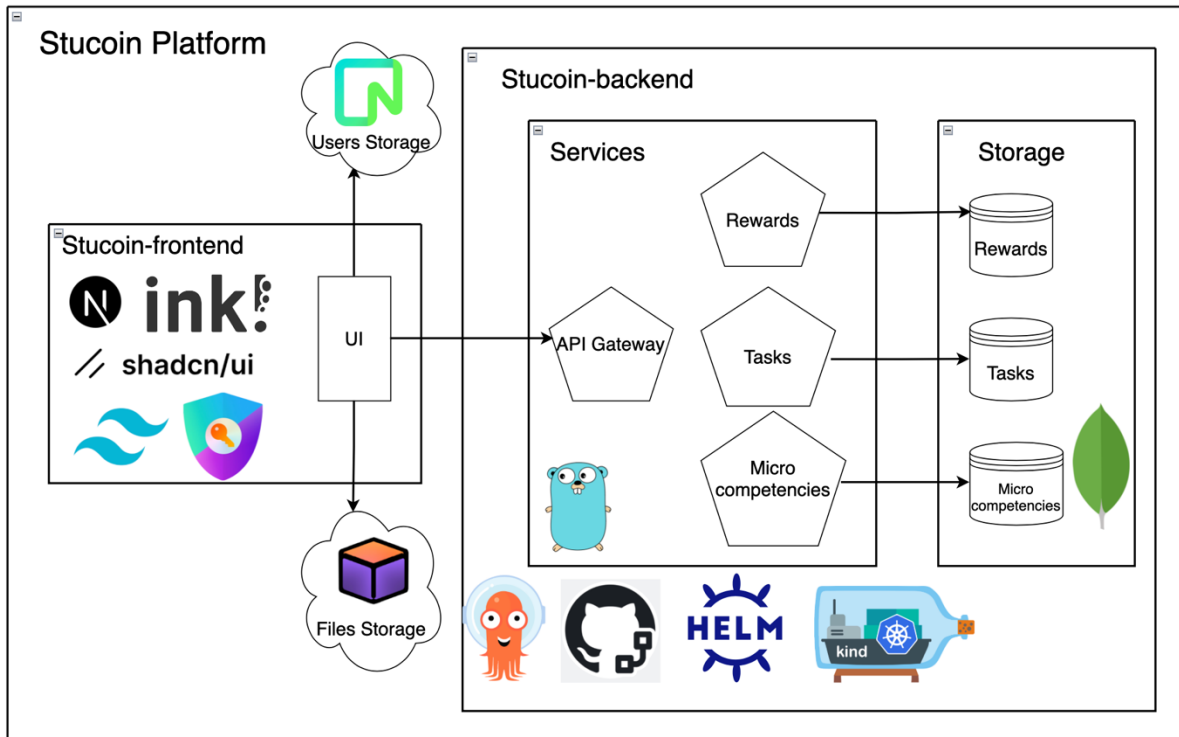 Stucoin Platform
Users Storage
Stucoin-backend
Services
Storage
Rewards
Rewards
Stucoin-frontend
N
ink!
UI
API Gateway
Tasks
Tasks
shadcn/ui
Micro
competencies
Micro
competencies
Files Storage
HELM
kind